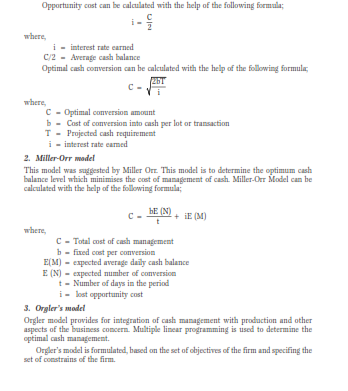 Opportunity cost can be calculated with the help of the following formula;
i = C/2
where,
i = interest rate earned
C/2 = Average cash balance
Optimal cash conversion can be calculated with the help of the following formula;
C = √2bT/i
where,
C = Optimal conversion amount
b = Cost of conversion into cash per lot or transaction
T = Projected cash requirement
i = interest rate earned
2. Miller-Orr model
This model was suggested by Miller Orr. This model is to determine the optimum cash
balance level which minimises the cost of management of cash. Miller-Orr Model can be
calculated with the help of the following formula;
C = bE (N)/t + iE (M)
where,
C = Total cost of cash management
b = fixed cost per conversion
E(M) = expected average daily cash balance
E (N) = expected number of conversion
t = Number of days in the period
i = lost opportunity cost
3. Orgler's model
Orgler model provides for integration of cash management with production and other
aspects of the business concern. Multiple linear programming is used to determine the
optimal cash management.
Orgler's model is formulated, based on the set of objectives of the firm and specifing the
set of constrains of the firm.